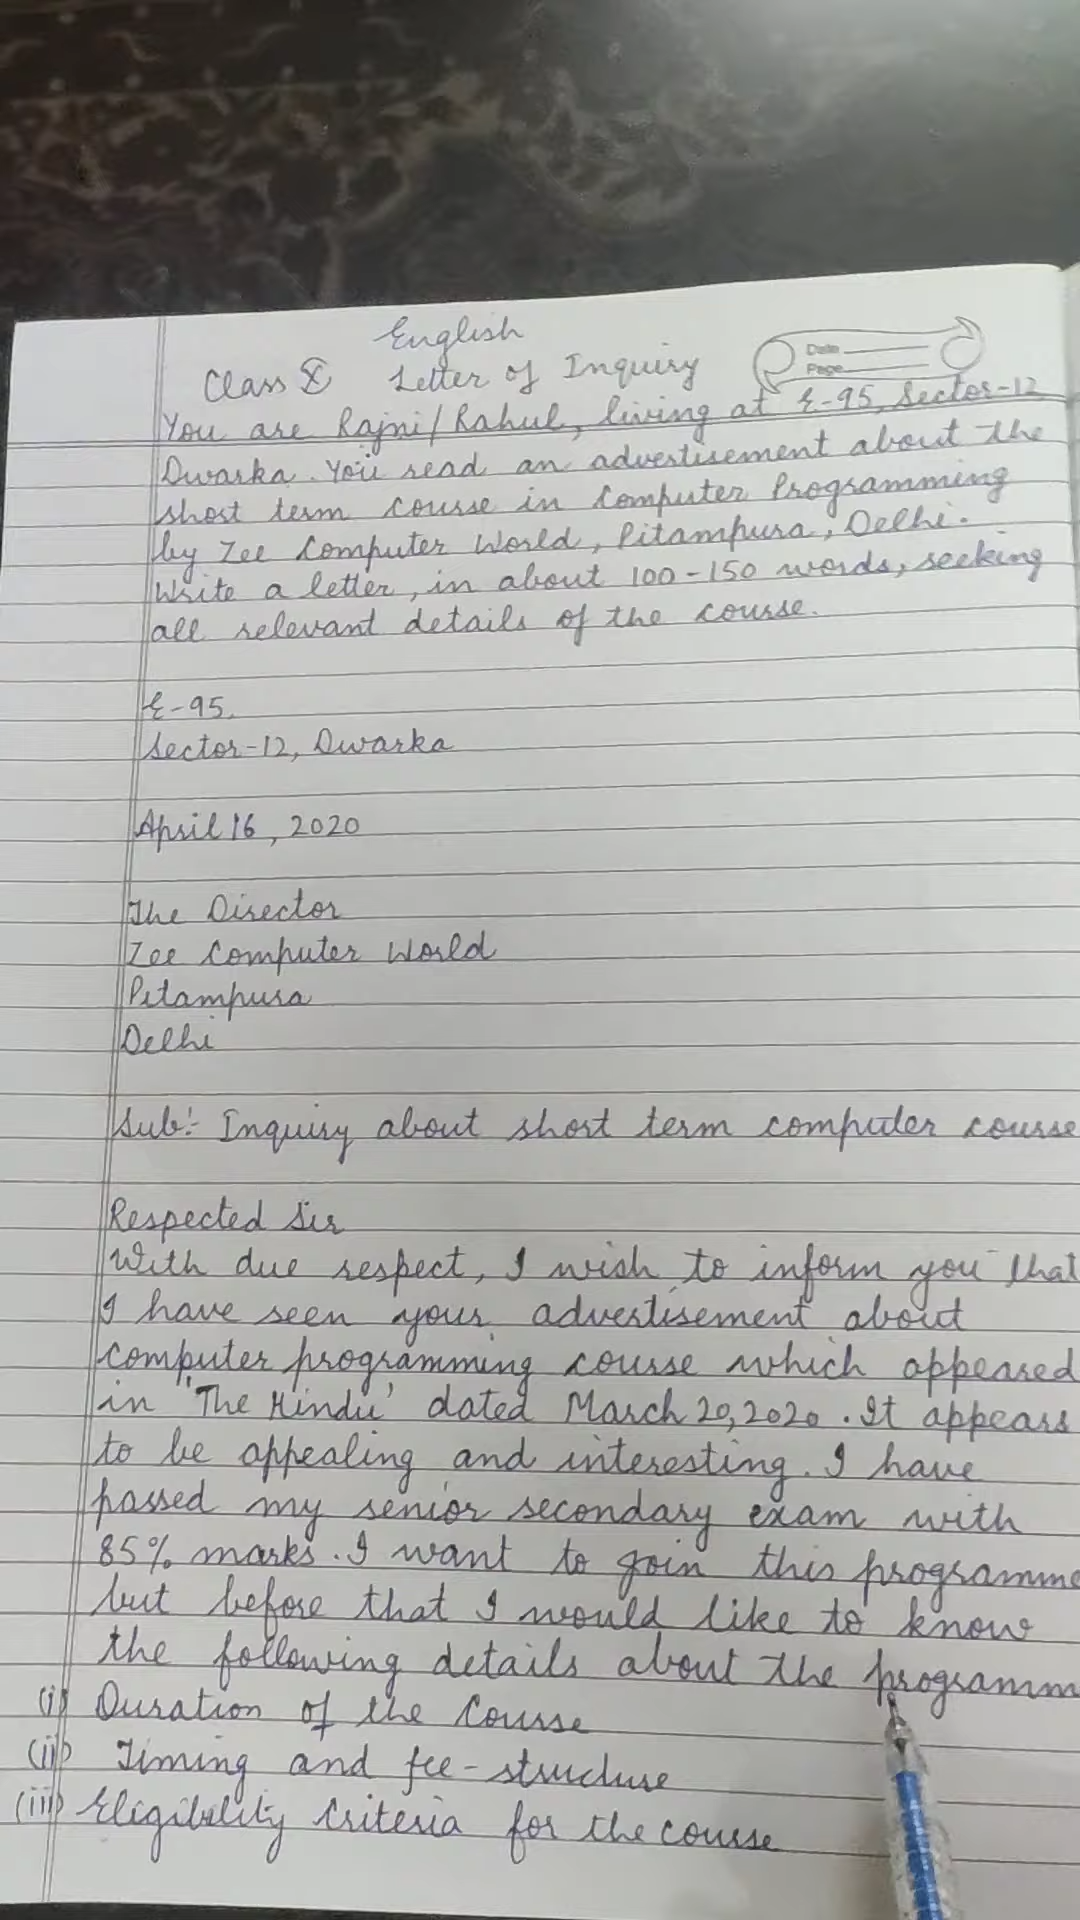 English
Date
Page
Class X Letter of Inquiry
You are Rajni/Rahul, living at E-95, Sector-12
Dwarka. You read an advertisement about the
short term course in Computer Programming
by Zee Computer World, Pitampura, Delhi.
Write a letter, in about 100-150 words, seeking
all relevant details of the course.
E-95,
Sector-12, Dwarka
April 16, 2020
The Director
Zee Computer World
Pitampura
Delhi
Sub:- Inquiry about short term computer course
Respected Sir
With due respect, I wish to inform you that
I have seen your advertisement about
computer programming course which appeared
in 'The Hindu' dated March 20, 2020. It appears
to be appealing and interesting. I have
passed my senior secondary exam with
85% marks. I want to join this programme
but before that I would like to know
the following details about the programm
(i) Duration of the Course
(ii) Timing and fee-structure
(iii) Eligibility Criteria for the course